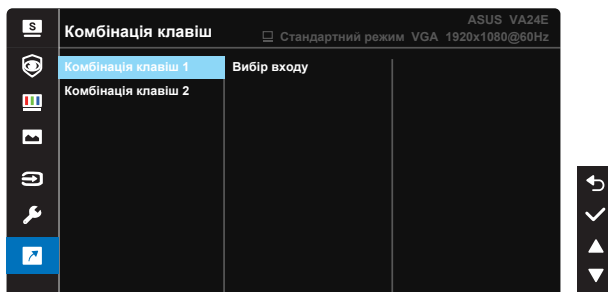 S
Комбінація клавіш
ASUS VA24E
Стандартний режим VGA 1920x1080@60Hz
Комбінація клавіш 1
Вибір входу
Комбінація клавіш 2